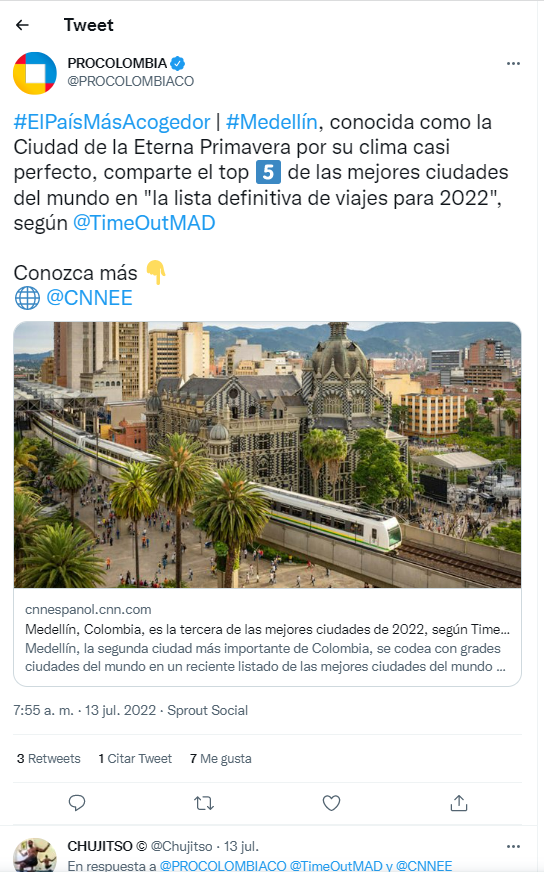 Tweet
PROCOLOMBIA
@PROCOLOMBIACO
#ElPaísMásAcogedor | #Medellín, conocida como la
Ciudad de la Eterna Primavera por su clima casi
perfecto, comparte el top 5️⃣ de las mejores ciudades
del mundo en "la lista definitiva de viajes para 2022",
según @TimeOutMAD
Conozca más 👇
🌐 @CNNEE
cnnespanol.cnn.com
Medellín, Colombia, es la tercera de las mejores ciudades de 2022, según Time...
Medellín, la segunda ciudad más importante de Colombia, se codea con grades
ciudades del mundo en un reciente listado de las mejores ciudades del mundo ...
7:55 a. m. · 13 jul. 2022 · Sprout Social
3 Retweets 1 Citar Tweet 7 Me gusta
CHUJITSO © @Chujitso · 13 jul.
En respuesta a @PROCOLOMBIACO @TimeOutMAD y @CNNEE